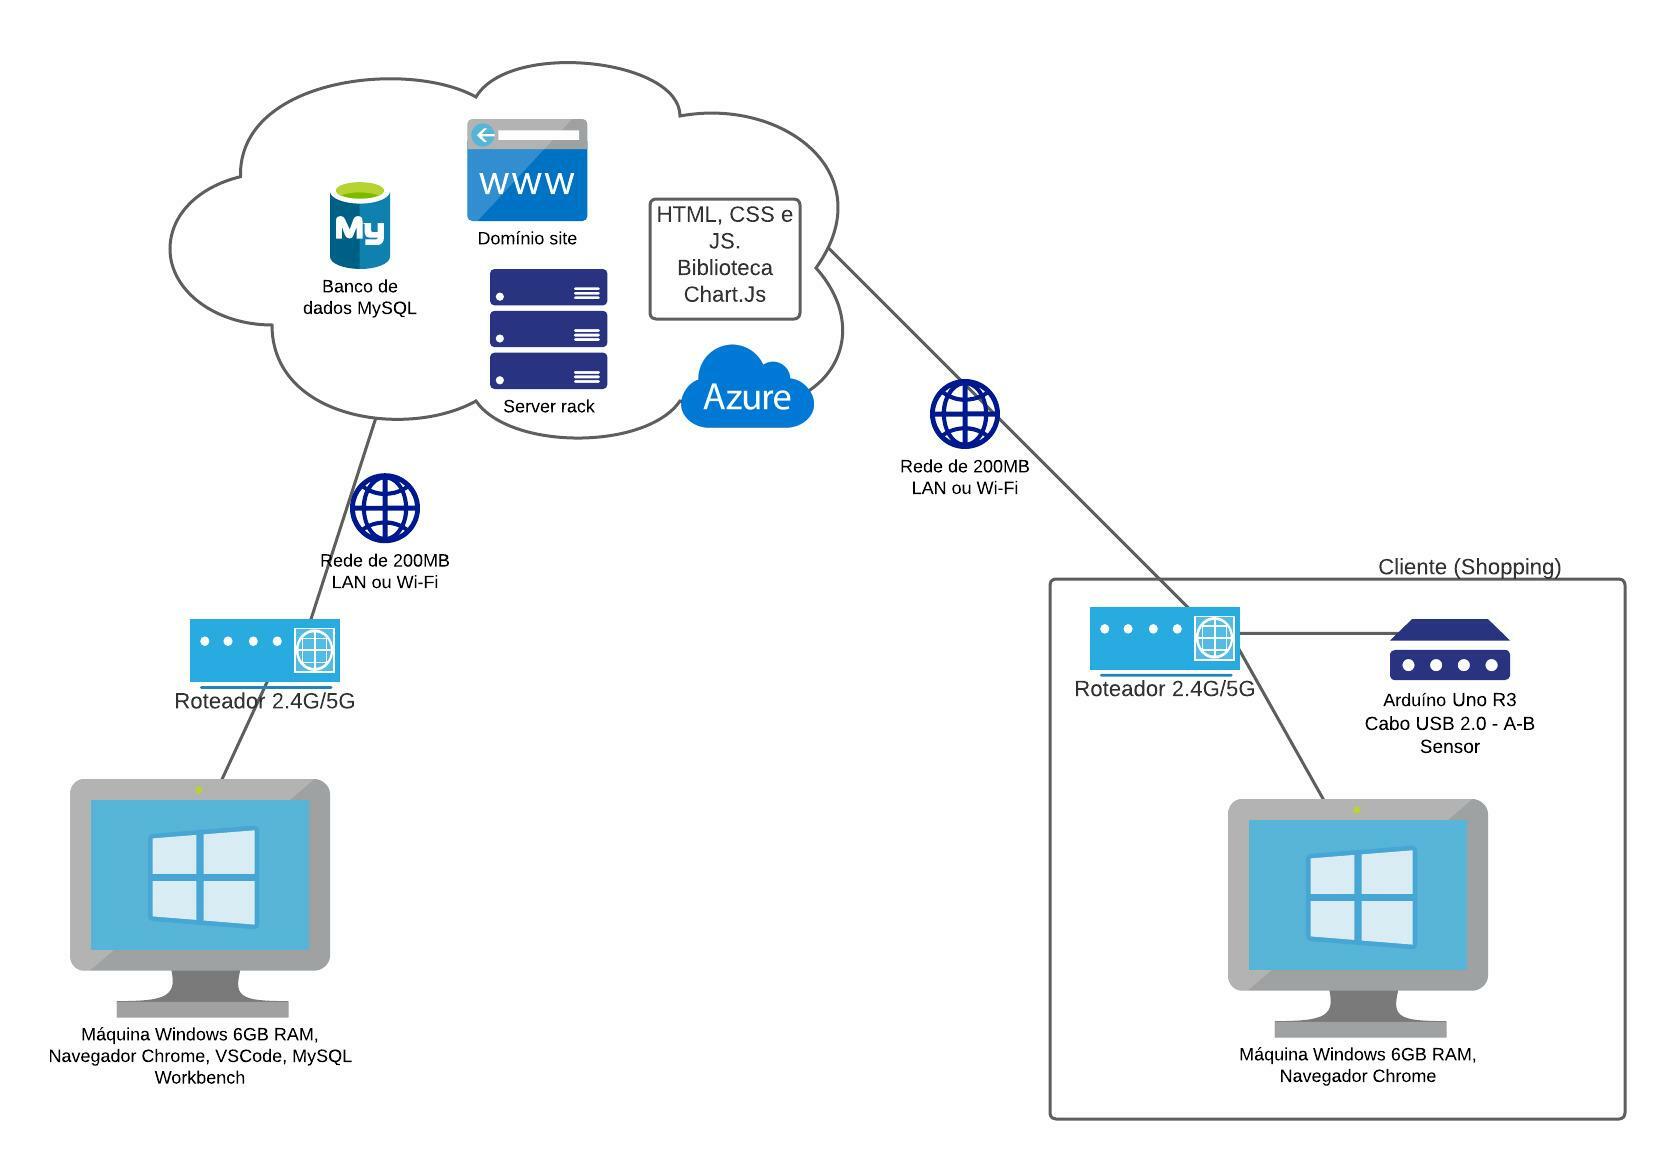 WWW
Domínio site
My
Banco de
dados MySQL
HTML, CSS e
JS.
Biblioteca
Chart.Js
Server rack
Azure
Rede de 200MB
LAN ou Wi-Fi
Rede de 200MB
LAN ou Wi-Fi
Roteador 2.4G/5G
Máquina Windows 6GB RAM,
Navegador Chrome, VSCode, MySQL
Workbench
Cliente (Shopping)
Roteador 2.4G/5G
Arduíno Uno R3
Cabo USB 2.0 - A-B
Sensor
Máquina Windows 6GB RAM,
Navegador Chrome